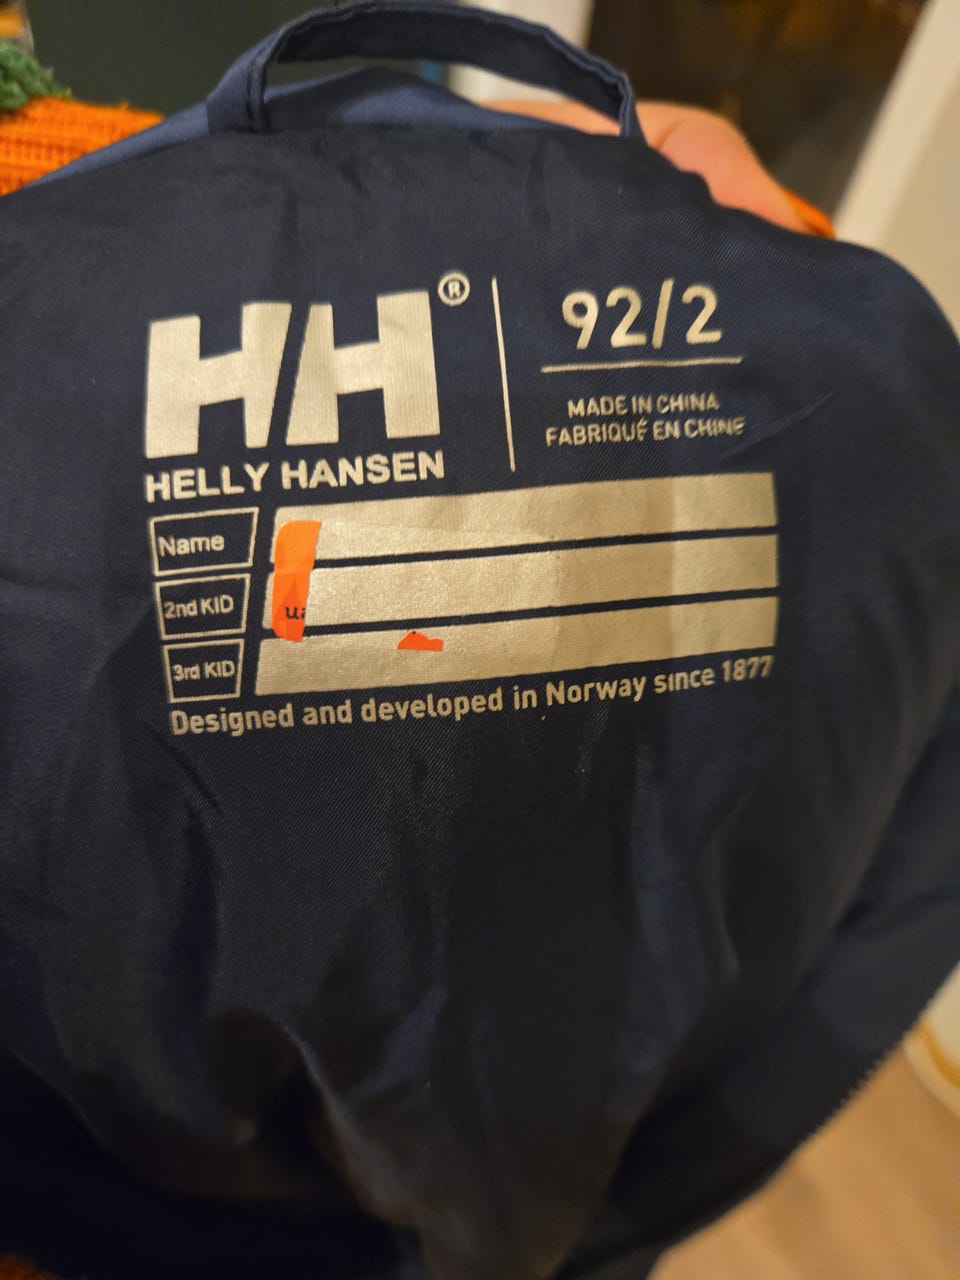 HH®
HELLY HANSEN
92/2
MADE IN CHINA
FABRIQUÉ EN CHINE
Name
2nd KID
3rd KID
Designed and developed in Norway since 1877